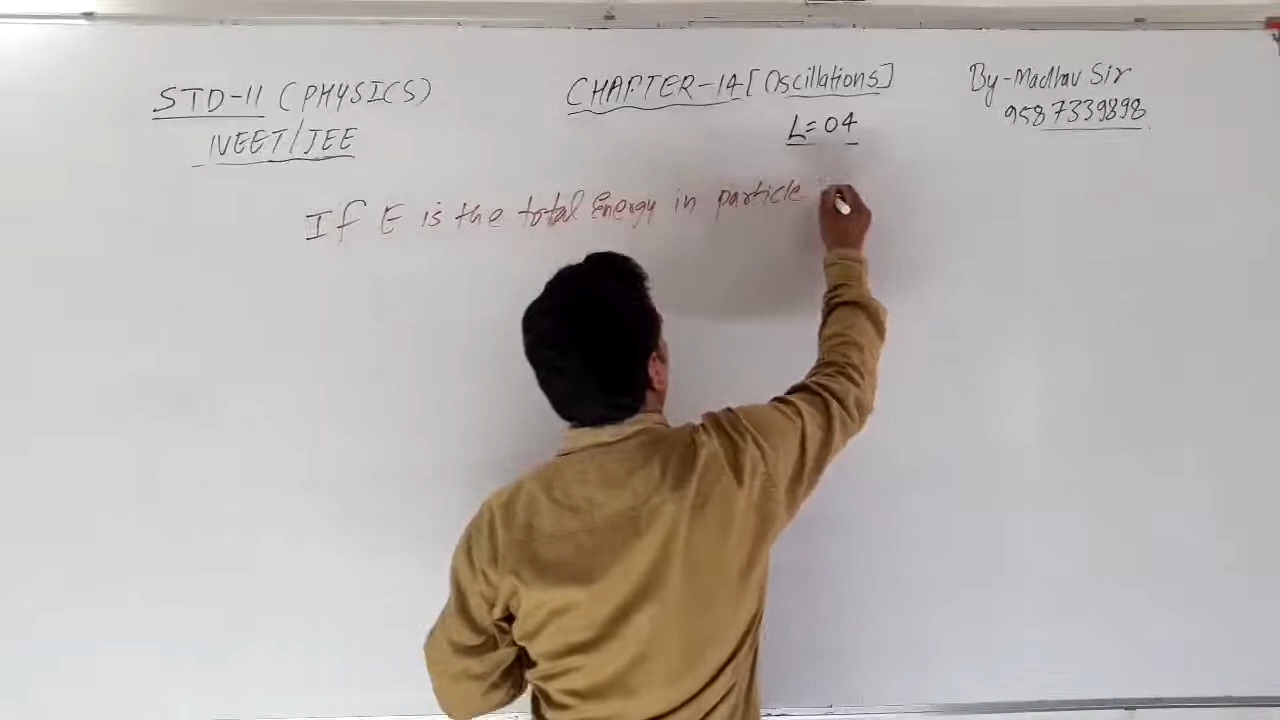 STD-11 (PHYSICS)
NEET/JEE
CHAPTER-14 [Oscillations]
L=04
By-Madhav Sir
9587339898
If E is the total Energy in particle